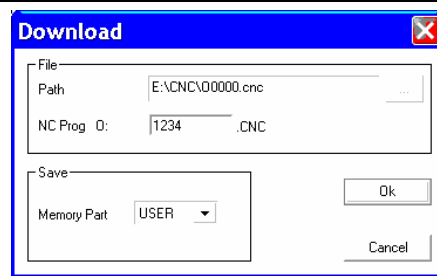 Download
File
Path E:\CNC\O0000.cnc ...
NC Prog O: 1234 .CNC
Save
Memory Part USER
Ok
Cancel